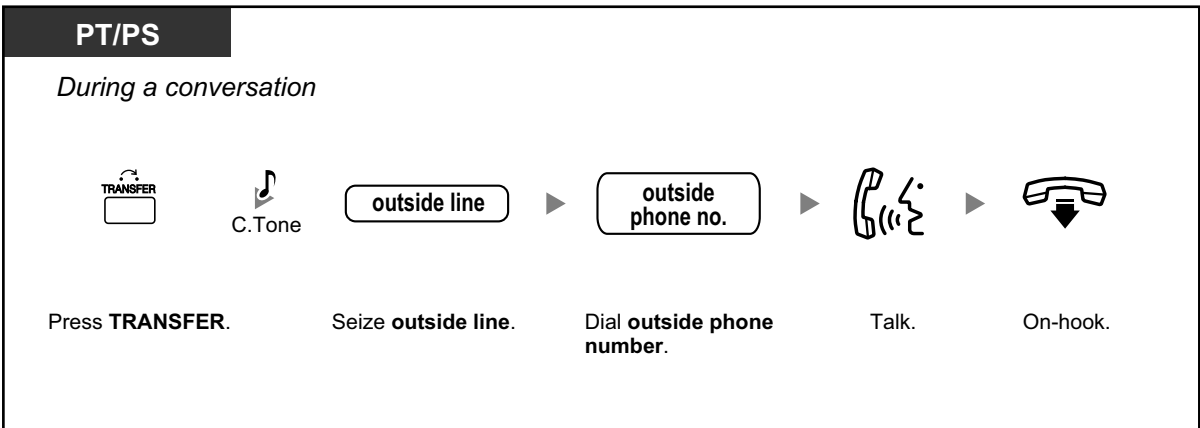 PT/PS
During a conversation
TRANSFER
C.Tone
outside line
outside
phone no.
Press TRANSFER.
Seize outside line.
Dial outside phone
number.
Talk.
On-hook.